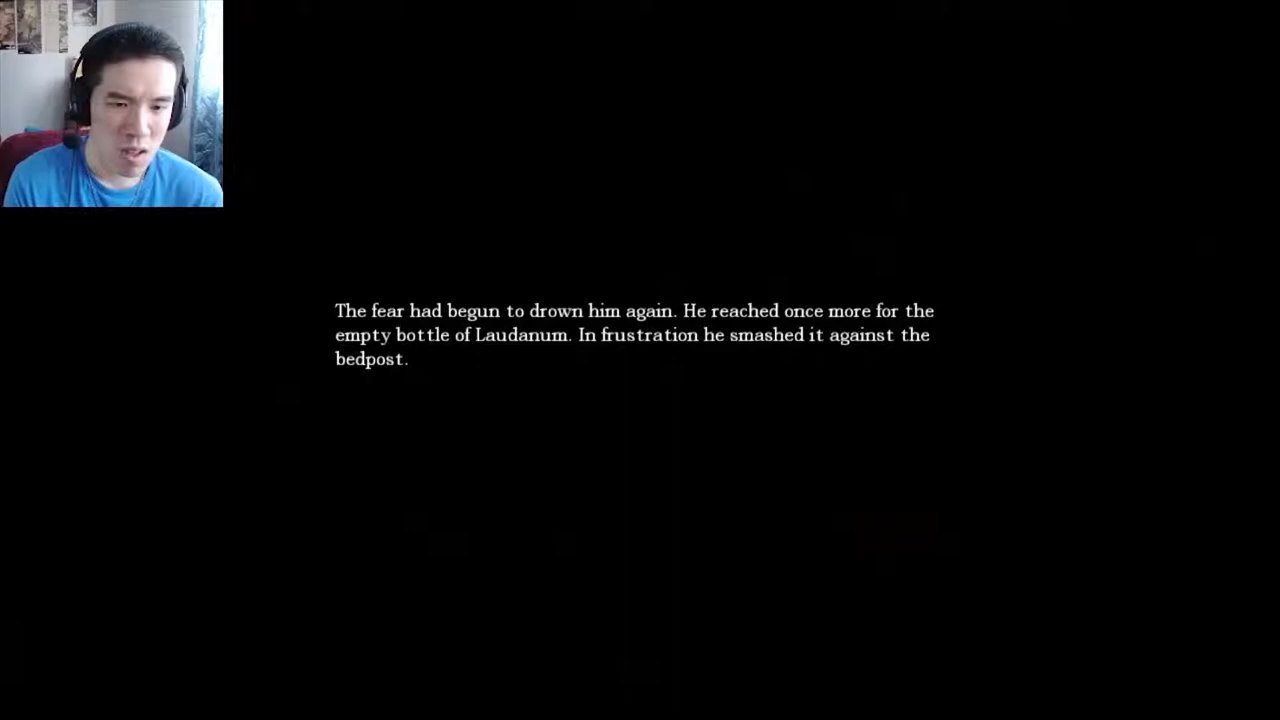 The fear had begun to drown him again. He reached once more for the
empty bottle of Laudanum. In frustration he smashed it against the
bedpost.